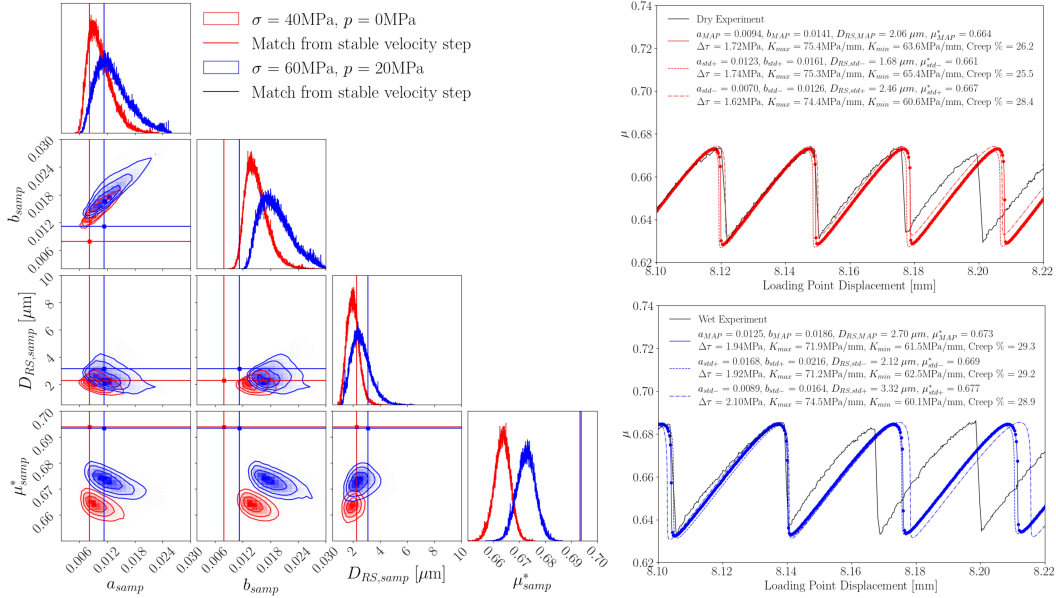 σ = 40MPa, p = 0MPa
Match from stable velocity step
σ = 60MPa, p = 20MPa
Match from stable velocity step
b_samp
0.030
0.024
0.018
0.012
0.006
D_RS,samp [μm]
10
8
6
4
2
μ*_samp
0.70
0.69
0.68
0.67
0.66
0.006
0.012
0.018
0.024
0.030
a_samp
0.006
0.012
0.018
0.024
0.030
b_samp
2
4
6
8
10
D_RS,samp [μm]
0.66
0.67
0.68
0.69
0.70
μ*_samp
0.74
0.72
0.70
0.68
0.66
0.64
0.62
μ
Dry Experiment
a_MAP = 0.0094, b_MAP = 0.0141, D_RS,MAP = 2.06 μm, μ*_MAP = 0.664
Δτ = 1.72MPa, K_max = 75.4MPa/mm, K_min = 63.6MPa/mm, Creep % = 26.2
a_std+ = 0.0123, b_std+ = 0.0161, D_RS,std− = 1.68 μm, μ*_std− = 0.661
Δτ = 1.74MPa, K_max = 75.3MPa/mm, K_min = 65.4MPa/mm, Creep % = 25.5
a_std− = 0.0070, b_std− = 0.0126, D_RS,std+ = 2.46 μm, μ*_std+ = 0.667
Δτ = 1.62MPa, K_max = 74.4MPa/mm, K_min = 60.6MPa/mm, Creep % = 28.4
8.10 8.12 8.14 8.16 8.18 8.20 8.22
Loading Point Displacement [mm]
0.74
0.72
0.70
0.68
0.66
0.64
0.62
μ
Wet Experiment
a_MAP = 0.0125, b_MAP = 0.0186, D_RS,MAP = 2.70 μm, μ*_MAP = 0.673
Δτ = 1.94MPa, K_max = 71.9MPa/mm, K_min = 61.5MPa/mm, Creep % = 29.3
a_std+ = 0.0168, b_std+ = 0.0216, D_RS,std− = 2.12 μm, μ*_std− = 0.669
Δτ = 1.92MPa, K_max = 71.2MPa/mm, K_min = 62.5MPa/mm, Creep % = 29.2
a_std− = 0.0089, b_std− = 0.0164, D_RS,std+ = 3.32 μm, μ*_std+ = 0.677
Δτ = 2.10MPa, K_max = 74.5MPa/mm, K_min = 60.1MPa/mm, Creep % = 28.9
8.10 8.12 8.14 8.16 8.18 8.20 8.22
Loading Point Displacement [mm]